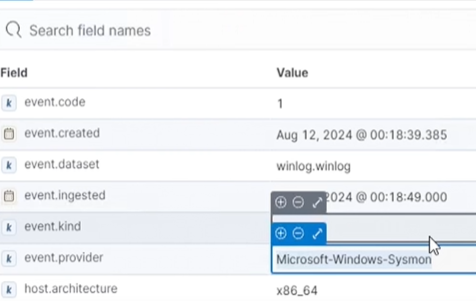 Search field names
Field Value
k event.code 1
event.created Aug 12, 2024 @ 00:18:39.385
k event.dataset winlog.winlog
event.ingested 2024 @ 00:18:49.000
k event.kind
k event.provider Microsoft-Windows-Sysmon
k host.architecture x86_64